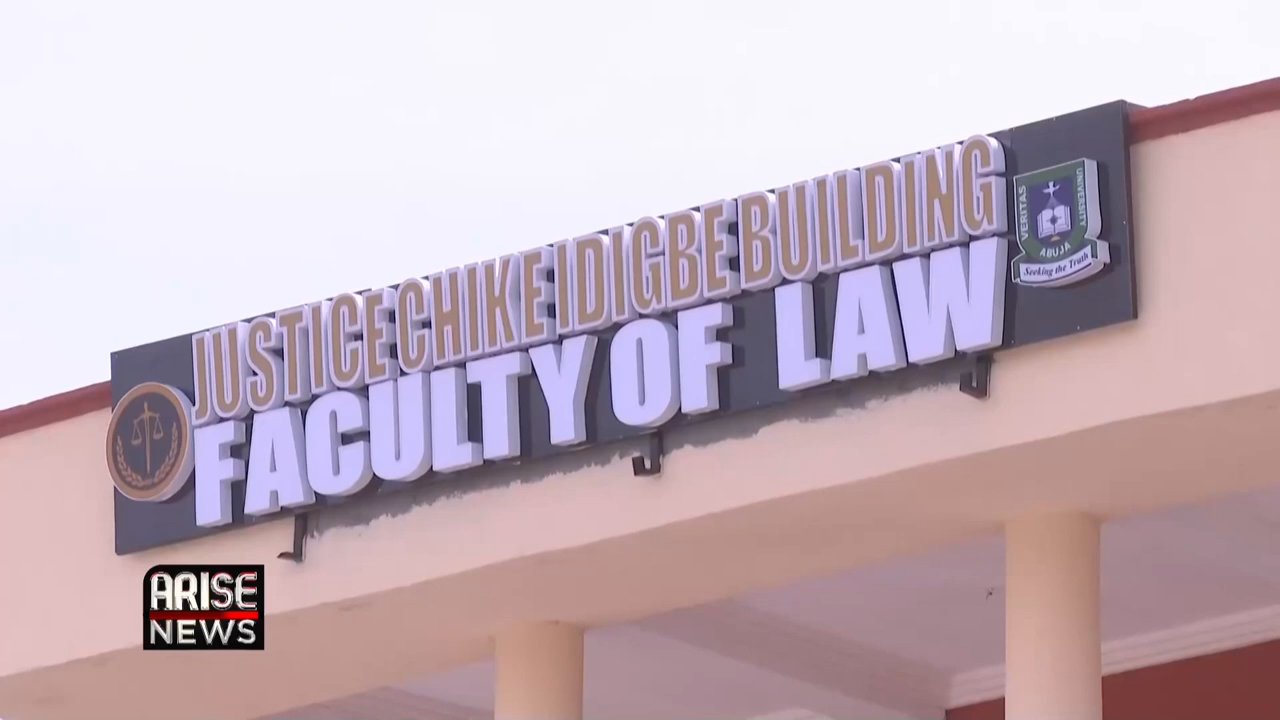 JUSTICE CHIKE IDIGBE BUILDING
FACULTY OF LAW
VERITAS
UNIVERSITY
ABUJA
Seeking the Truth
ARISE
NEWS